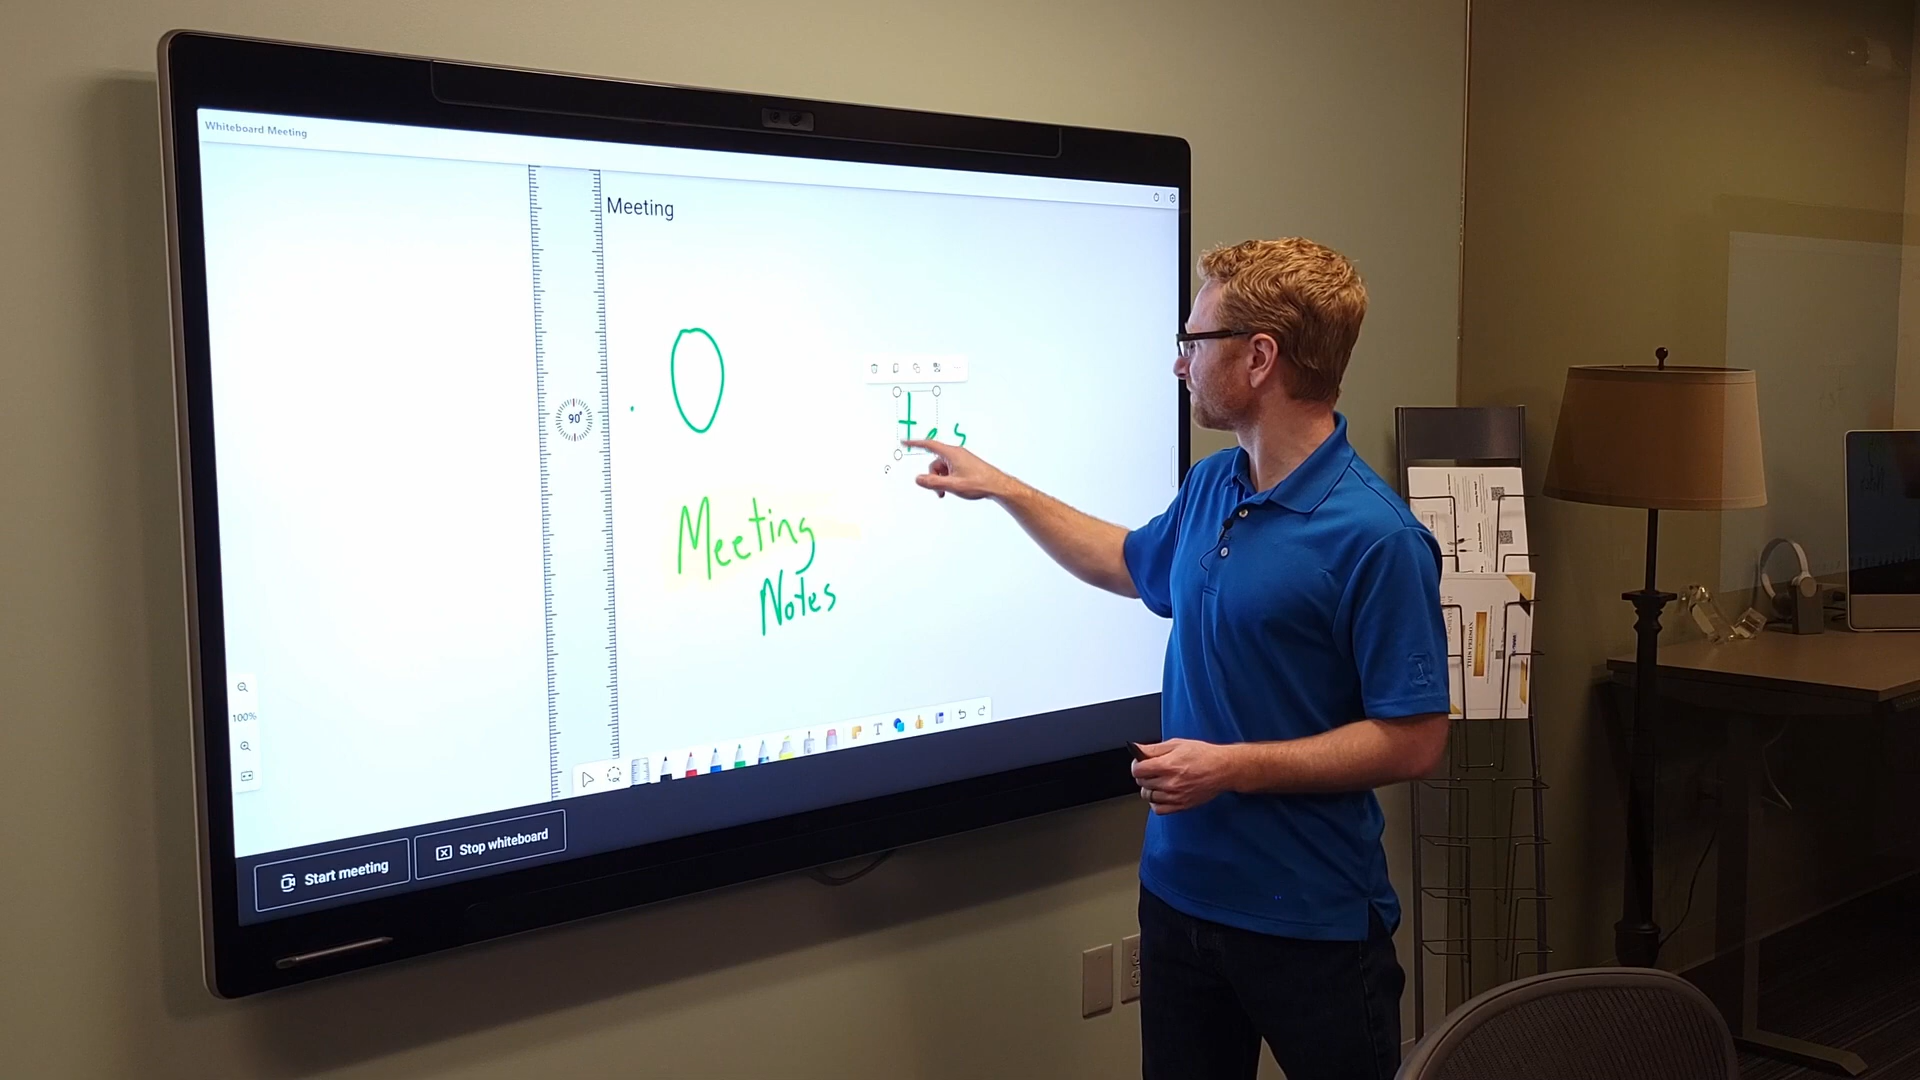 Whiteboard Meeting
Meeting
90°
tes
Meeting
Notes
100%
Start meeting
Stop whiteboard